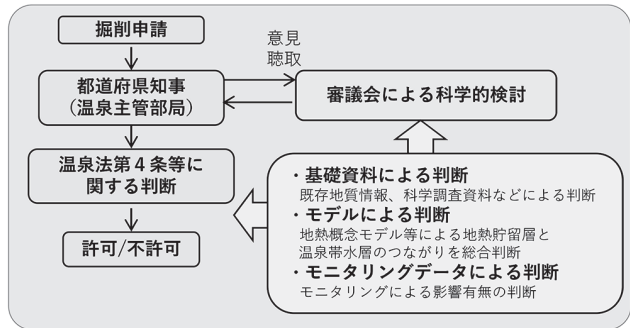 掘削申請
意見
聴取
都道府県知事
（温泉主管部局）
審議会による科学的検討
温泉法第４条等に
関する判断
許可/不許可
・基礎資料による判断
既存地質情報、科学調査資料などによる判断
・モデルによる判断
地熱概念モデル等による地熱貯留層と
温泉帯水層のつながりを総合判断
・モニタリングデータによる判断
モニタリングによる影響有無の判断